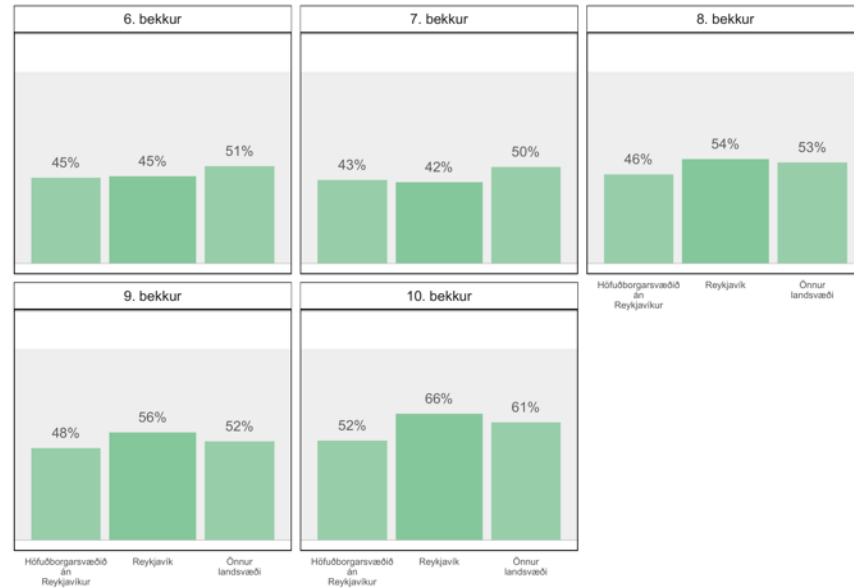 6. bekkur
45%
45%
51%
7. bekkur
43%
42%
50%
8. bekkur
46%
54%
53%
Höfuðborgarsvæðið
án
Reykjavíkur
Reykjavík
Önnur
landsvæði
9. bekkur
48%
56%
52%
Höfuðborgarsvæðið
án
Reykjavíkur
Reykjavík
Önnur
landsvæði
10. bekkur
52%
66%
61%
Höfuðborgarsvæðið
án
Reykjavíkur
Reykjavík
Önnur
landsvæði